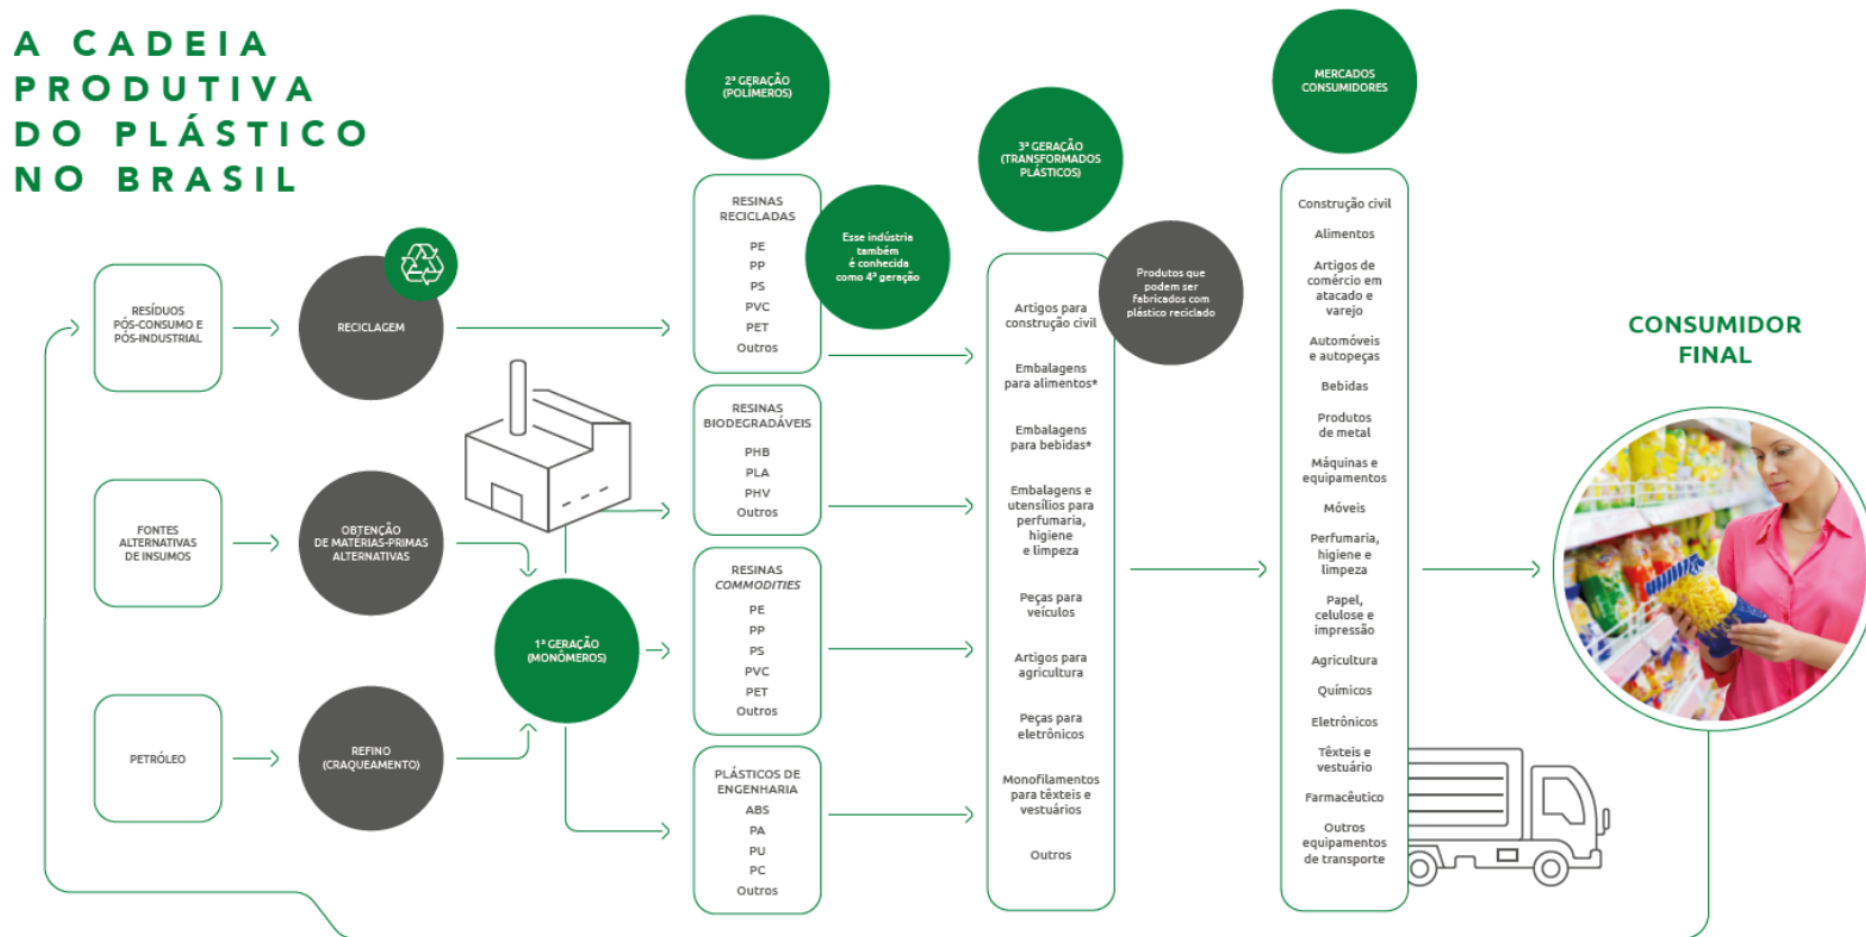 A CADEIA
PRODUTIVA
DO PLÁSTICO
NO BRASIL
RESÍDUOS
PÓS-CONSUMO E
PÓS-INDUSTRIAL
RECICLAGEM
FONTES
ALTERNATIVAS
DE INSUMOS
OBTENÇÃO
DE MATÉRIAS-PRIMAS
ALTERNATIVAS
PETRÓLEO
REFINO
(CRAQUEAMENTO)
1ª GERAÇÃO
(MONÔMEROS)
2ª GERAÇÃO
(POLÍMEROS)
RESINAS
RECICLADAS
PE
PP
PS
PVC
PET
Outros
Esse indústria
também
é conhecida
como 4ª geração
RESINAS
BIODEGRADÁVEIS
PHB
PLA
PHV
Outros
RESINAS
COMMODITIES
PE
PP
PS
PVC
PET
Outros
PLÁSTICOS DE
ENGENHARIA
ABS
PA
PU
PC
Outros
3ª GERAÇÃO
(TRANSFORMADOS
PLÁSTICOS)
Produtos que
podem ser
fabricados com
plástico reciclado
Artigos para
construção civil
Embalagens
para alimentos*
Embalagens
para bebidas*
Embalagens e
utensílios para
perfumaria,
higiene
e limpeza
Peças para
veículos
Artigos para
agricultura
Peças para
eletrônicos
Monofilamentos
para têxteis e
vestuários
Outros
MERCADOS
CONSUMIDORES
Construção civil
Alimentos
Artigos de
comércio em
atacado e
varejo
Automóveis
e autopeças
Bebidas
Produtos
de metal
Máquinas e
equipamentos
Móveis
Perfumaria,
higiene e
limpeza
Papel,
celulose e
impressão
Agricultura
Químicos
Eletrônicos
Têxteis e
vestuário
Farmacêutico
Outros
equipamentos
de transporte
CONSUMIDOR
FINAL